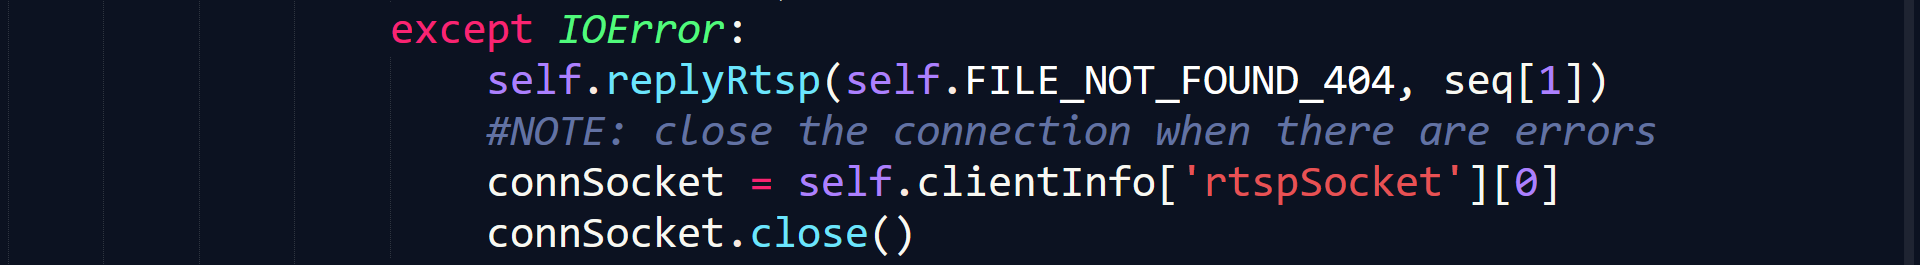 except IOError:
self.replyRtsp(self.FILE_NOT_FOUND_404, seq[1])
#NOTE: close the connection when there are errors
connSocket = self.clientInfo['rtspSocket'][0]
connSocket.close()